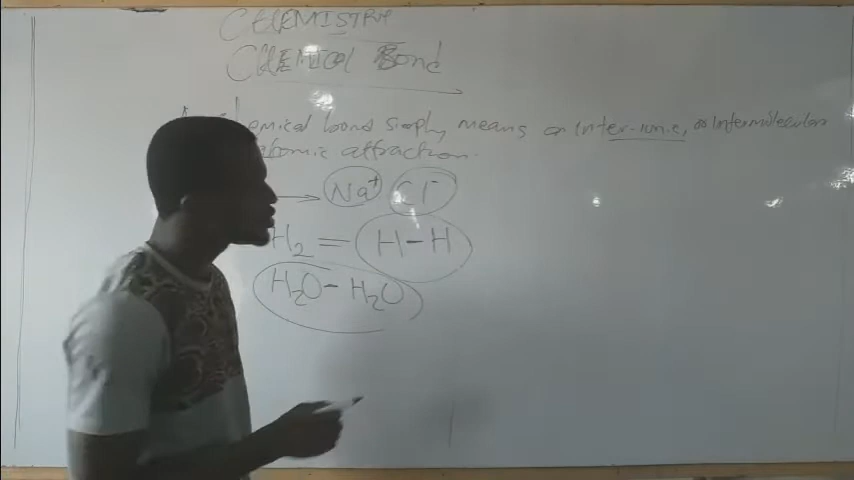 CHEMISTRY
CHEMICAL Bond
A chemical bond simply means an inter-ionic, or intermolecular
atomic attraction.
→ Na⁺ Cl⁻
H₂ = H-H
H₂O - H₂O